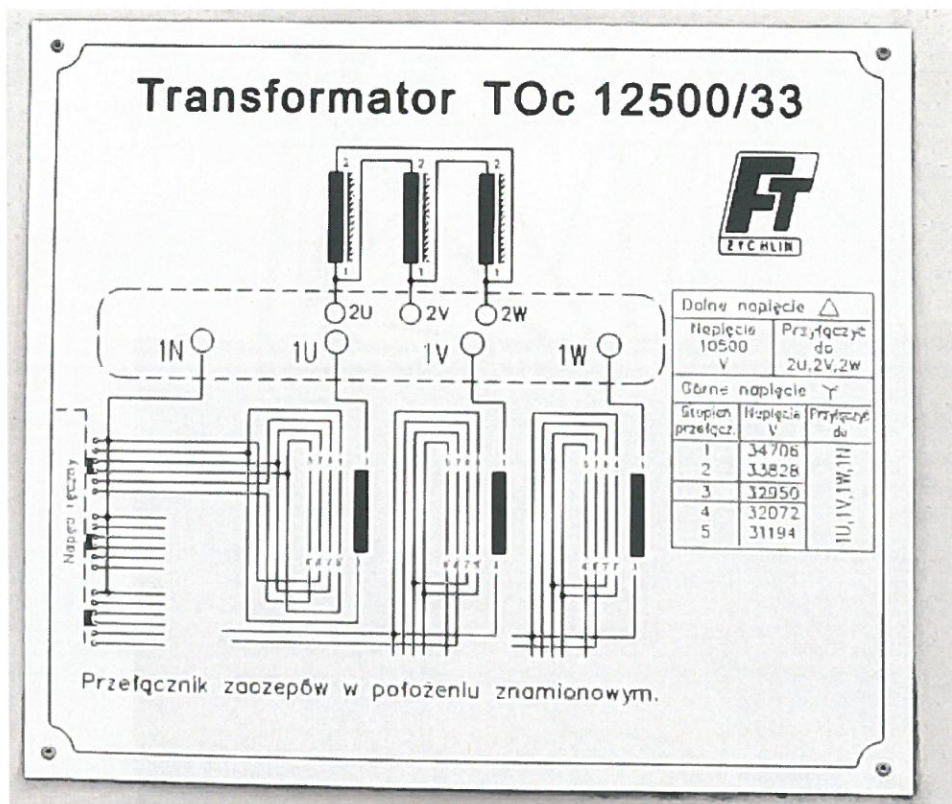 Transformator TOc 12500/33
FT
ŻYCHLIN
2 2 2
1 1 1
2U 2V 2W
1N 1U 1V 1W
Dolne napięcie △
Napięcie Przyłączyć
10500 do
V 2U,2V,2W
Górne napięcie Y
Stopień Napięcie Przyłączyć
przełącz. V do
1 34706
2 33828
3 32950
4 32072
5 31194
1U,1V,1W,1N
Napęd
Przełącznik zaczepów w położeniu znamionowym.